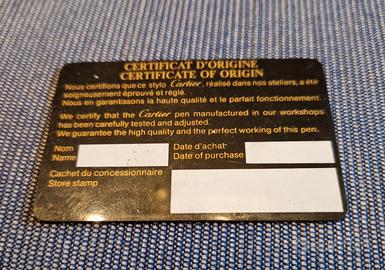 CERTIFICAT D'ORIGINE
CERTIFICATE OF ORIGIN
Nous certifions que ce stylo Cartier, réalisé dans nos ateliers, a été
soigneusement éprouvé et réglé.
Nous en garantissons la haute qualité et le parfait fonctionnement.
We certify that the Cartier pen manufactured in our workshops
has been carefully tested and adjusted.
We guarantee the high quality and the perfect working of this pen.
Nom
Name
Date d'achat
Date of purchase
Cachet du concessionnaire
Store stamp